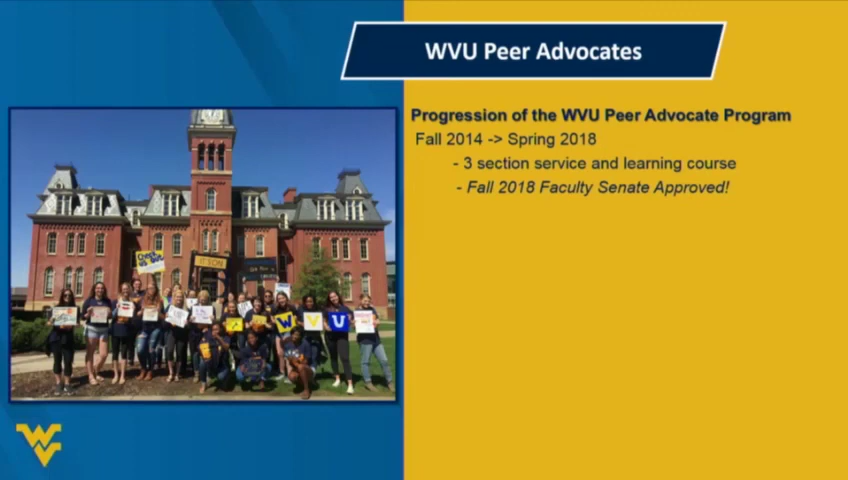 WVU Peer Advocates
Progression of the WVU Peer Advocate Program
Fall 2014 -> Spring 2018
- 3 section service and learning course
- Fall 2018 Faculty Senate Approved!
W V U
WV